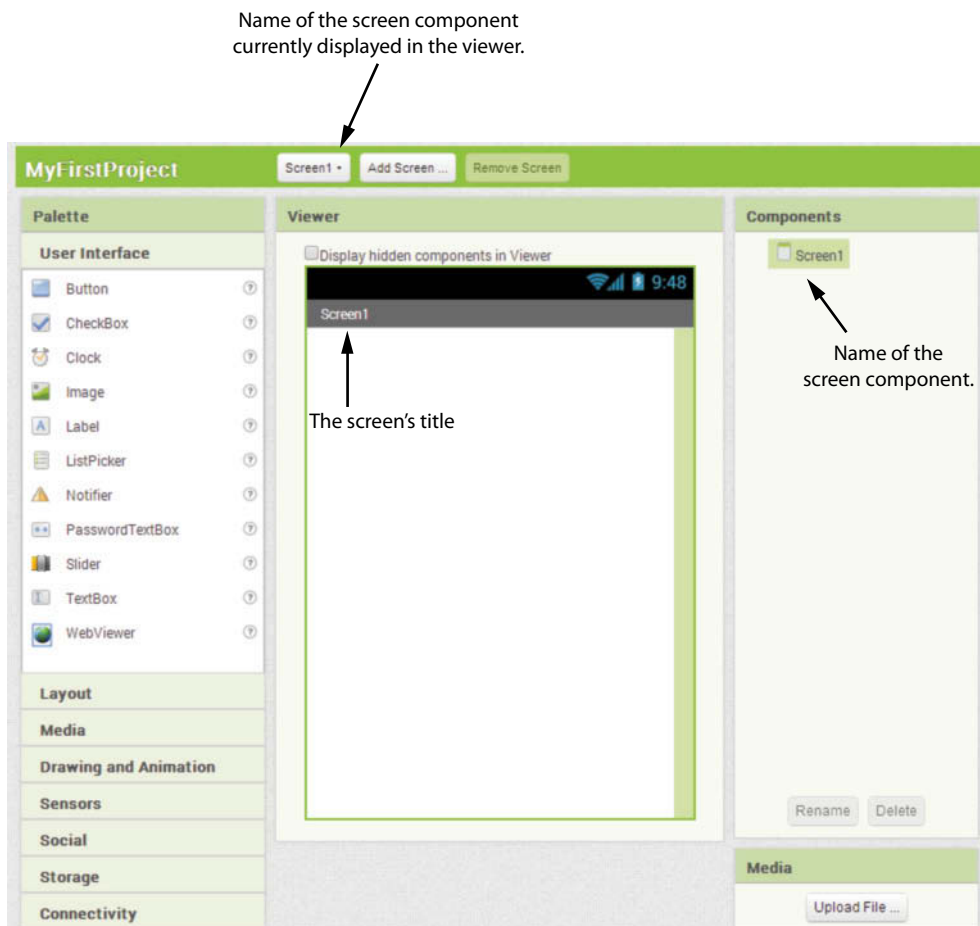 Name of the screen component
currently displayed in the viewer.
MyFirstProject
Screen1
Add Screen ...
Remove Screen
Palette
User Interface
Button
CheckBox
Clock
Image
Label
ListPicker
Notifier
PasswordTextBox
Slider
TextBox
WebViewer
Layout
Media
Drawing and Animation
Sensors
Social
Storage
Connectivity
Viewer
Display hidden components in Viewer
9:48
Screen1
The screen’s title
Components
Screen1
Name of the
screen component.
Rename
Delete
Media
Upload File ...